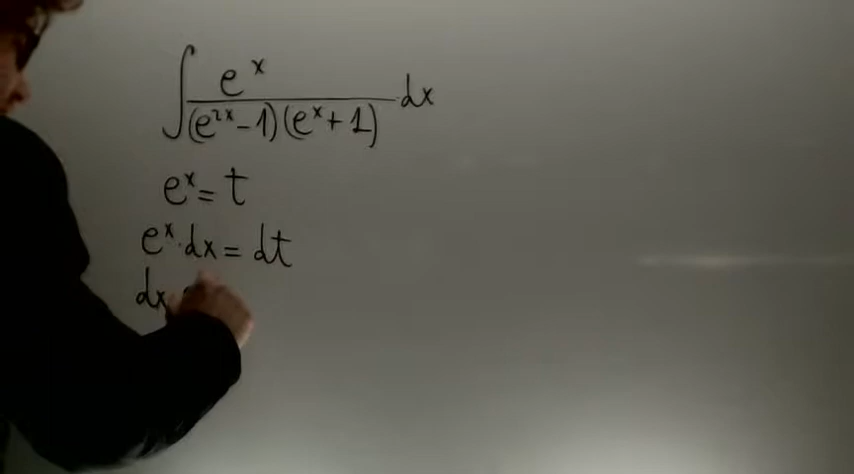 ∫ e^x / (e^{2x} - 1)(e^x + 1) dx
e^x = t
e^x · dx = dt
dx